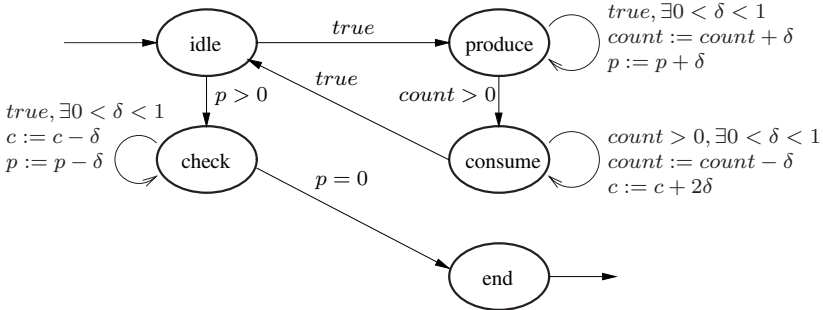 idle
true
produce
true, ∃0 < δ < 1
count := count + δ
p := p + δ
true
p > 0
count > 0
true, ∃0 < δ < 1
c := c − δ
p := p − δ
check
consume
count > 0, ∃0 < δ < 1
count := count − δ
c := c + 2δ
p = 0
end